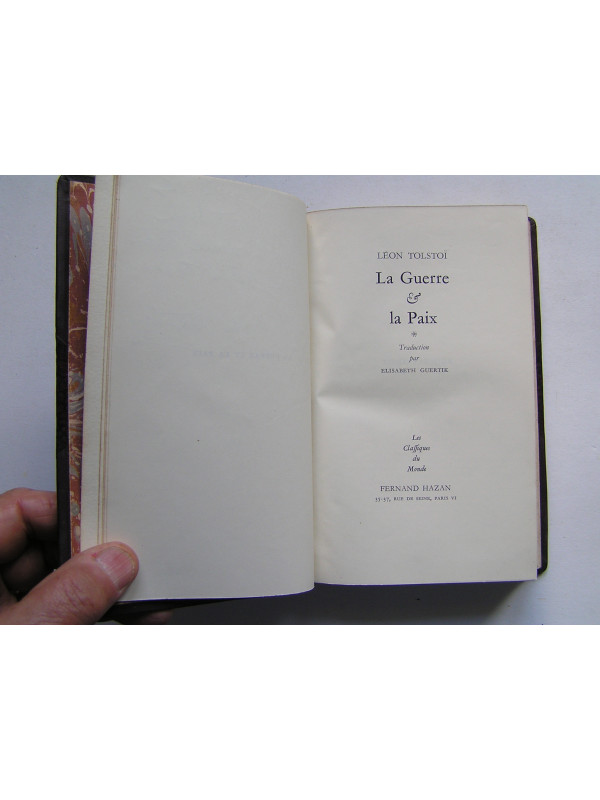 LÉON TOLSTOÏ
La Guerre
&
la Paix
*
Traduction
par
ELISABETH GUERTIK
Les
Classiques
du
Monde
FERNAND HAZAN
35-37, RUE DE SEINE, PARIS VI